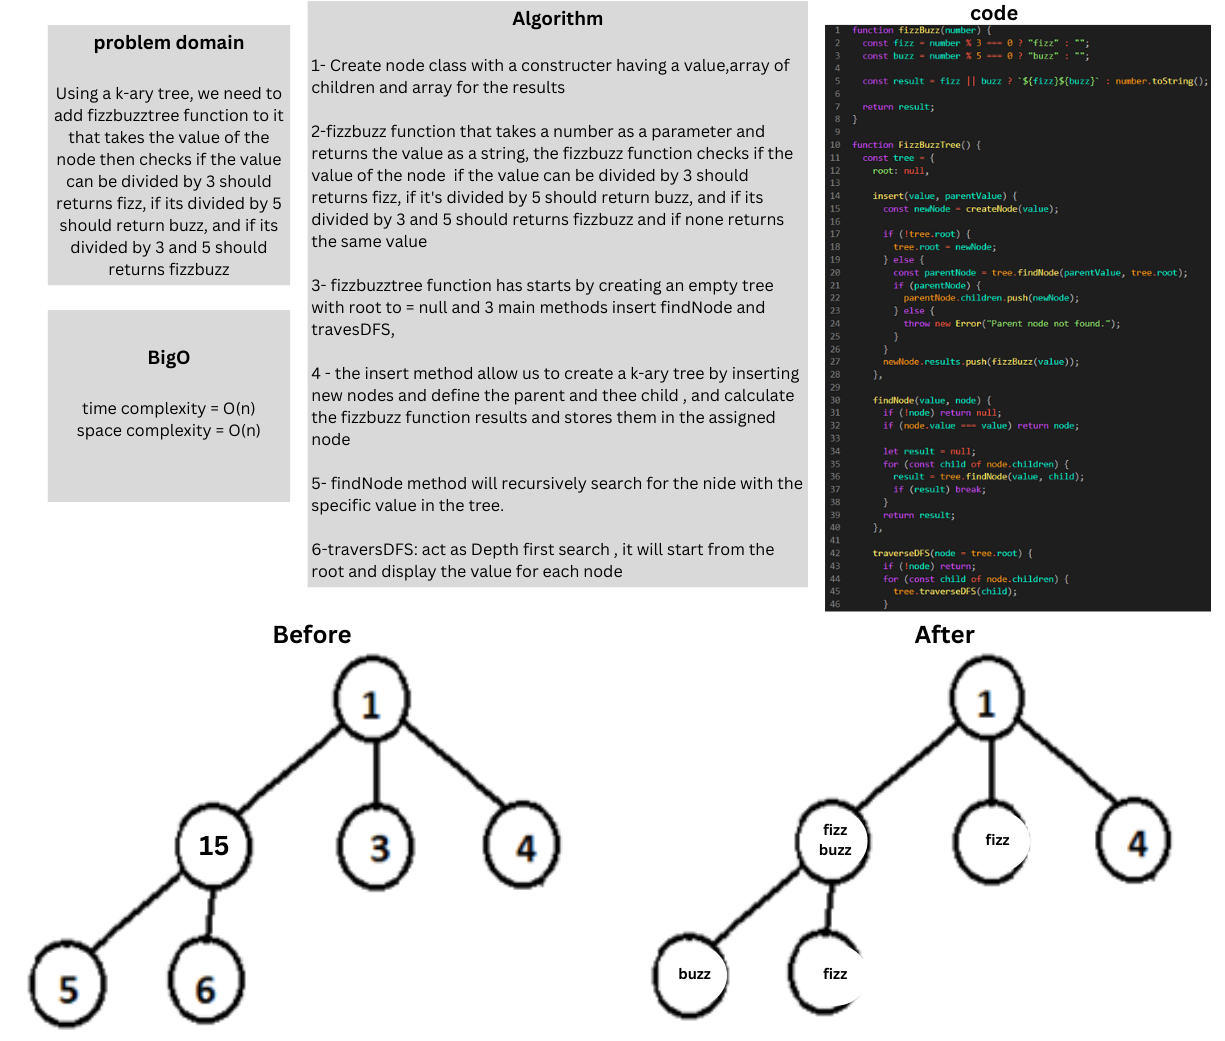 problem domain
Using a k-ary tree, we need to
add fizzbuzztree function to it
that takes the value of the
node then checks if the value
can be divided by 3 should
returns fizz, if its divided by 5
should return buzz, and if its
divided by 3 and 5 should
returns fizzbuzz
BigO
time complexity = O(n)
space complexity = O(n)
Algorithm
1- Create node class with a constructer having a value,array of
children and array for the results
2-fizzbuzz function that takes a number as a parameter and
returns the value as a string, the fizzbuzz function checks if the
value of the node  if the value can be divided by 3 should
returns fizz, if it's divided by 5 should return buzz, and if its
divided by 3 and 5 should returns fizzbuzz and if none returns
the same value
3- fizzbuzztree function has starts by creating an empty tree
with root to = null and 3 main methods insert findNode and
travesDFS,
4 - the insert method allow us to create a k-ary tree by inserting
new nodes and define the parent and thee child , and calculate
the fizzbuzz function results and stores them in the assigned
node
5- findNode method will recursively search for the nide with the
specific value in the tree.
6-traversDFS: act as Depth first search , it will start from the
root and display the value for each node
code
1 function fizzBuzz(number) {
2 const fizz = number % 3 === 0 ? "fizz" : "";
3 const buzz = number % 5 === 0 ? "buzz" : "";
4
5 const result = fizz || buzz ? `${fizz}${buzz}` : number.toString();
6
7 return result;
8 }
9
10 function FizzBuzzTree() {
11 const tree = {
12 root: null,
13
14 insert(value, parentValue) {
15 const newNode = createNode(value);
16
17 if (!tree.root) {
18 tree.root = newNode;
19 } else {
20 const parentNode = tree.findNode(parentValue, tree.root);
21 if (parentNode) {
22 parentNode.children.push(newNode);
23 } else {
24 throw new Error("Parent node not found.");
25 }
26 }
27 newNode.results.push(fizzBuzz(value));
28 },
29
30 findNode(value, node) {
31 if (!node) return null;
32 if (node.value === value) return node;
33
34 let result = null;
35 for (const child of node.children) {
36 result = tree.findNode(value, child);
37 if (result) break;
38 }
39 return result;
40 },
41
42 traverseDFS(node = tree.root) {
43 if (!node) return;
44 for (const child of node.children) {
45 tree.traverseDFS(child);
46 }
Before
1
15 3 4
5 6
After
1
fizz
buzz
fizz
4
buzz
fizz